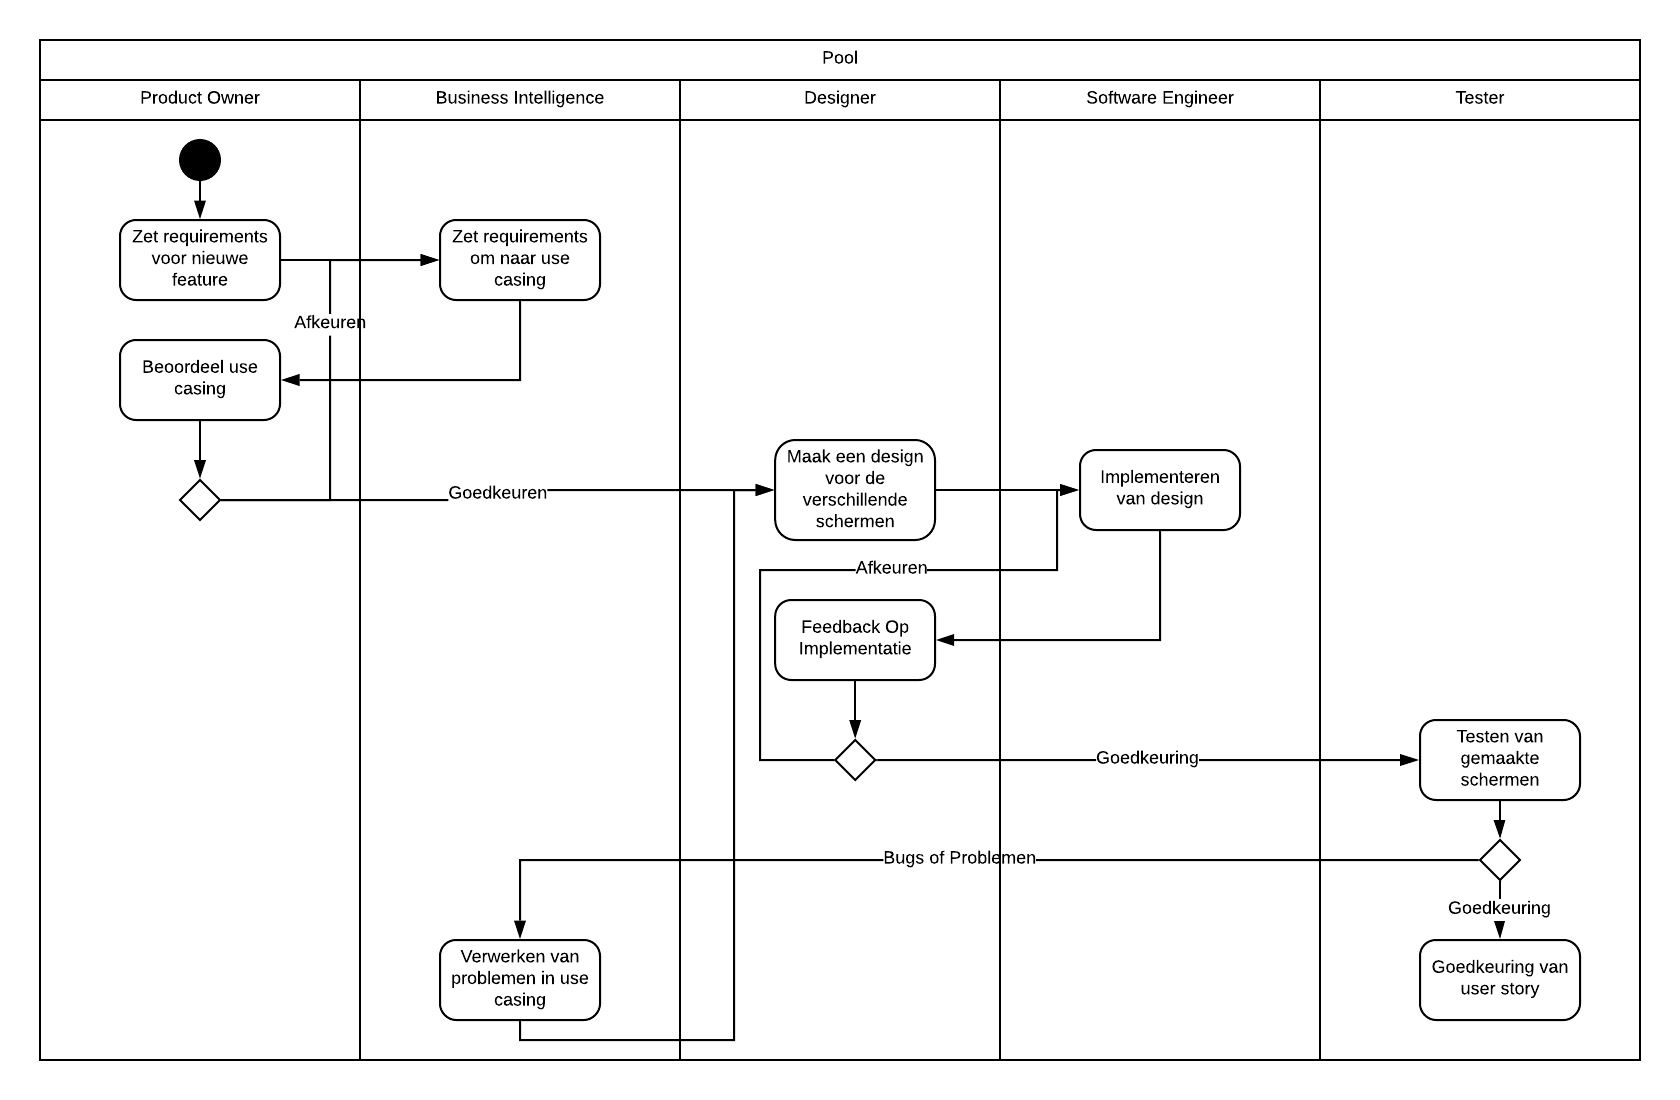 Pool
Product Owner
Business Intelligence
Designer
Software Engineer
Tester
Zet requirements
voor nieuwe
feature
Zet requirements
om naar use
casing
Afkeuren
Beoordeel use
casing
Goedkeuren
Maak een design
voor de
verschillende
schermen
Implementeren
van design
Afkeuren
Feedback Op
Implementatie
Goedkeuring
Testen van
gemaakte
schermen
Bugs of Problemen
Goedkeuring
Verwerken van
problemen in use
casing
Goedkeuring van
user story